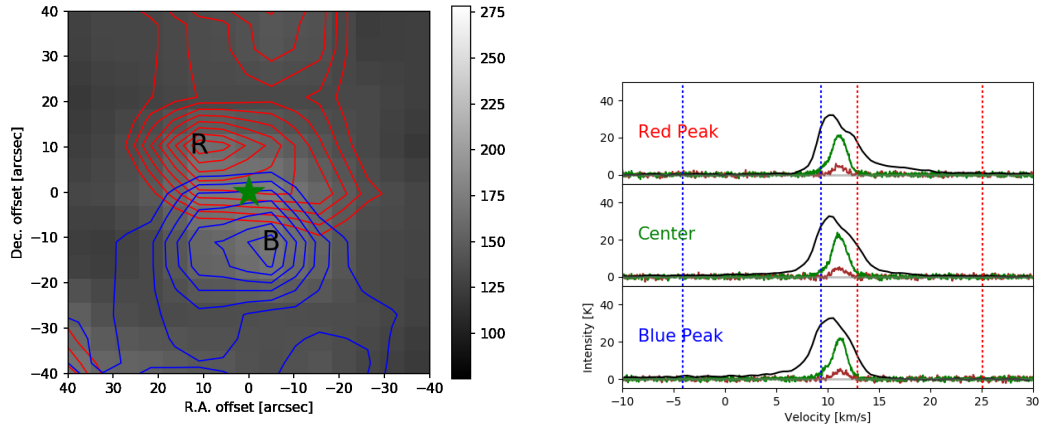 40
30
20
10
0
−10
−20
−30
−40
40 30 20 10 0 −10 −20 −30 −40
R.A. offset [arcsec]
Dec. offset [arcsec]
R
B
275
250
225
200
175
150
125
100
40
20
0
Red Peak
40
20
0
Center
40
20
0
Blue Peak
−10 −5 0 5 10 15 20 25 30
Velocity [km/s]
Intensity [K]